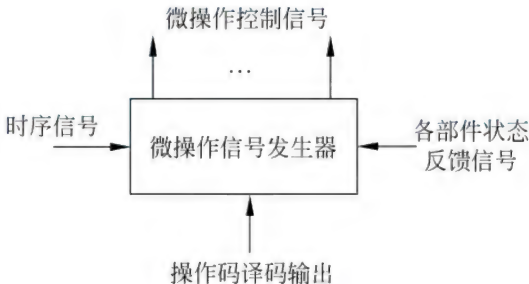 微操作控制信号
…
时序信号
微操作信号发生器
各部件状态
反馈信号
操作码译码输出